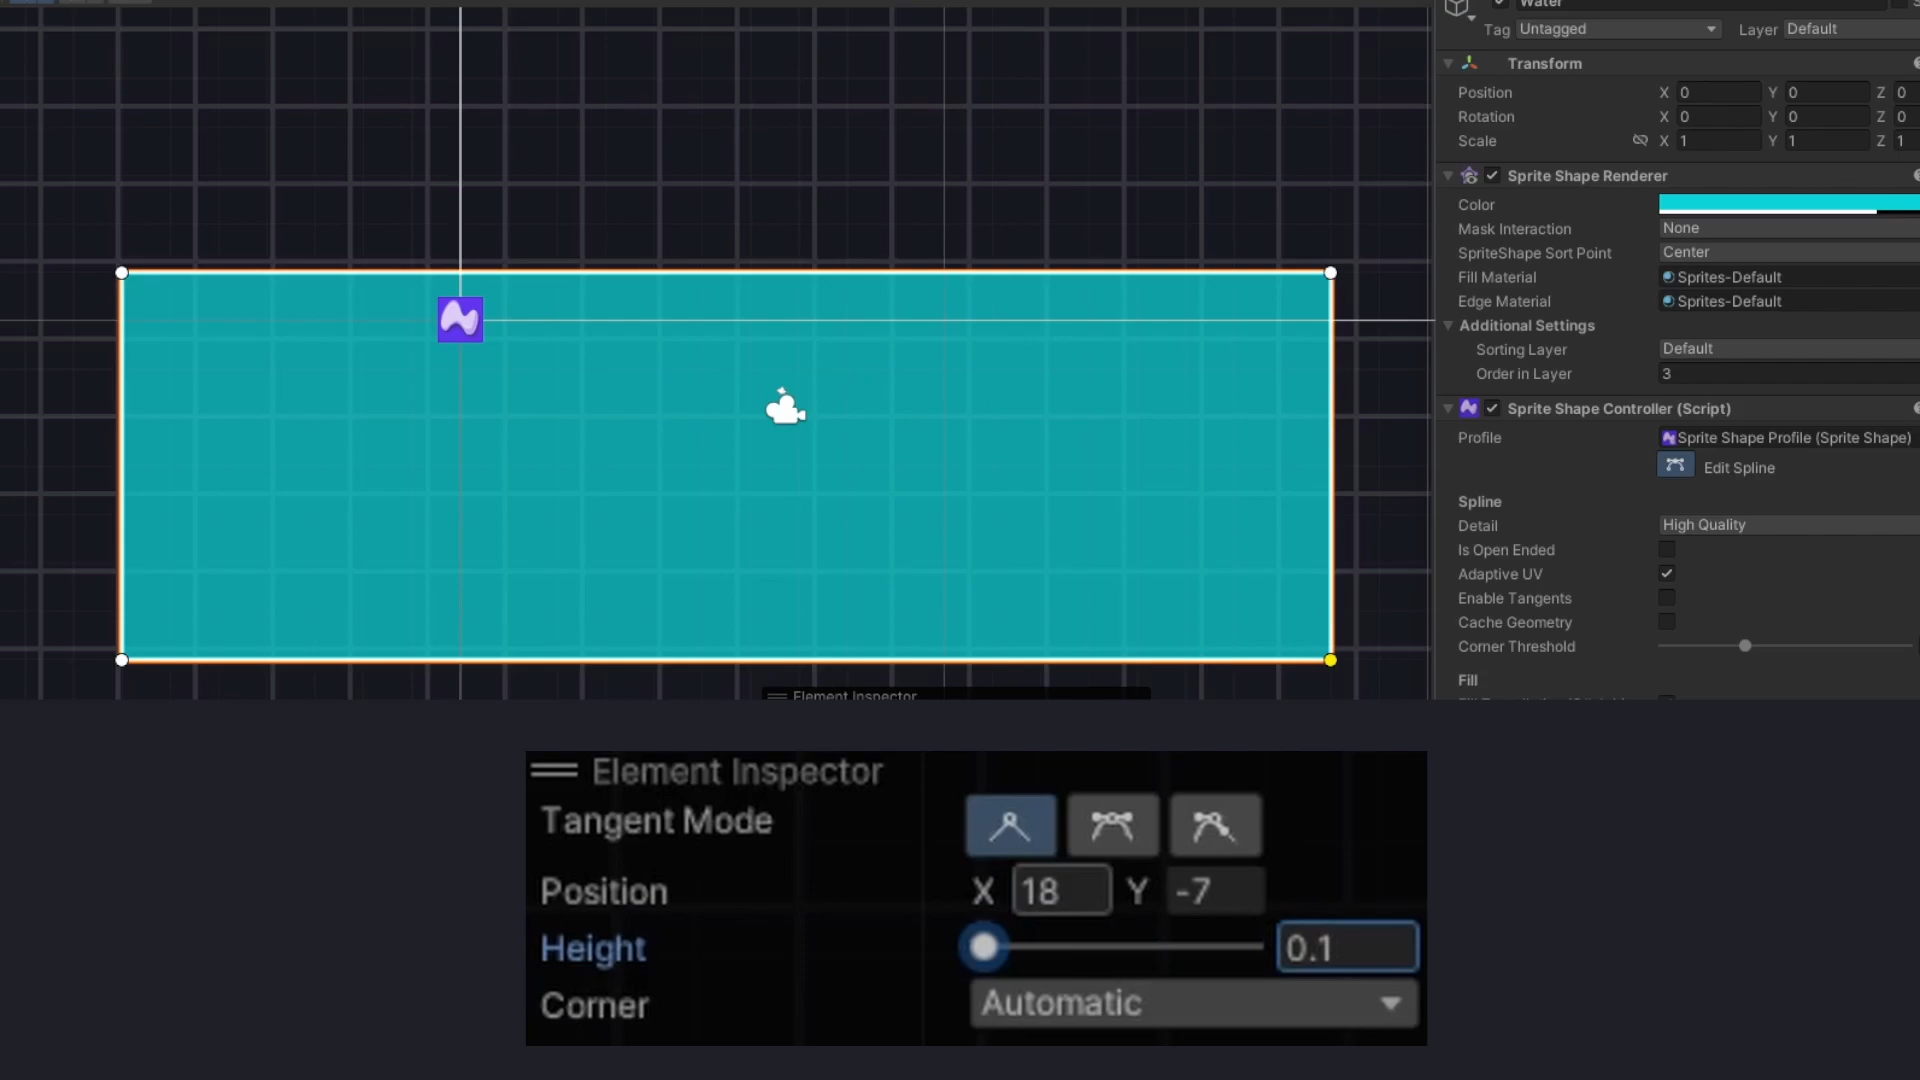 Water
Tag Untagged Layer Default
Transform
Position X 0 Y 0 Z 0
Rotation X 0 Y 0 Z 0
Scale X 1 Y 1 Z 1
Sprite Shape Renderer
Color
Mask Interaction None
SpriteShape Sort Point Center
Fill Material Sprites-Default
Edge Material Sprites-Default
Additional Settings
Sorting Layer Default
Order in Layer 3
Sprite Shape Controller (Script)
Profile Sprite Shape Profile (Sprite Shape)
Edit Spline
Spline
Detail High Quality
Is Open Ended
Adaptive UV
Enable Tangents
Cache Geometry
Corner Threshold
Fill
Element Inspector
Element Inspector
Tangent Mode
Position X 18 Y -7
Height 0.1
Corner Automatic